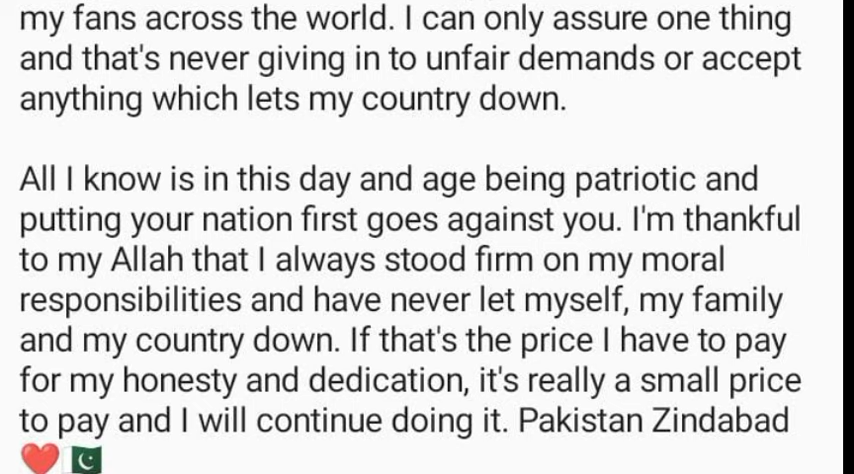 my fans across the world. I can only assure one thing
and that's never giving in to unfair demands or accept
anything which lets my country down.
All I know is in this day and age being patriotic and
putting your nation first goes against you. I'm thankful
to my Allah that I always stood firm on my moral
responsibilities and have never let myself, my family
and my country down. If that's the price I have to pay
for my honesty and dedication, it's really a small price
to pay and I will continue doing it. Pakistan Zindabad
❤️🇵🇰